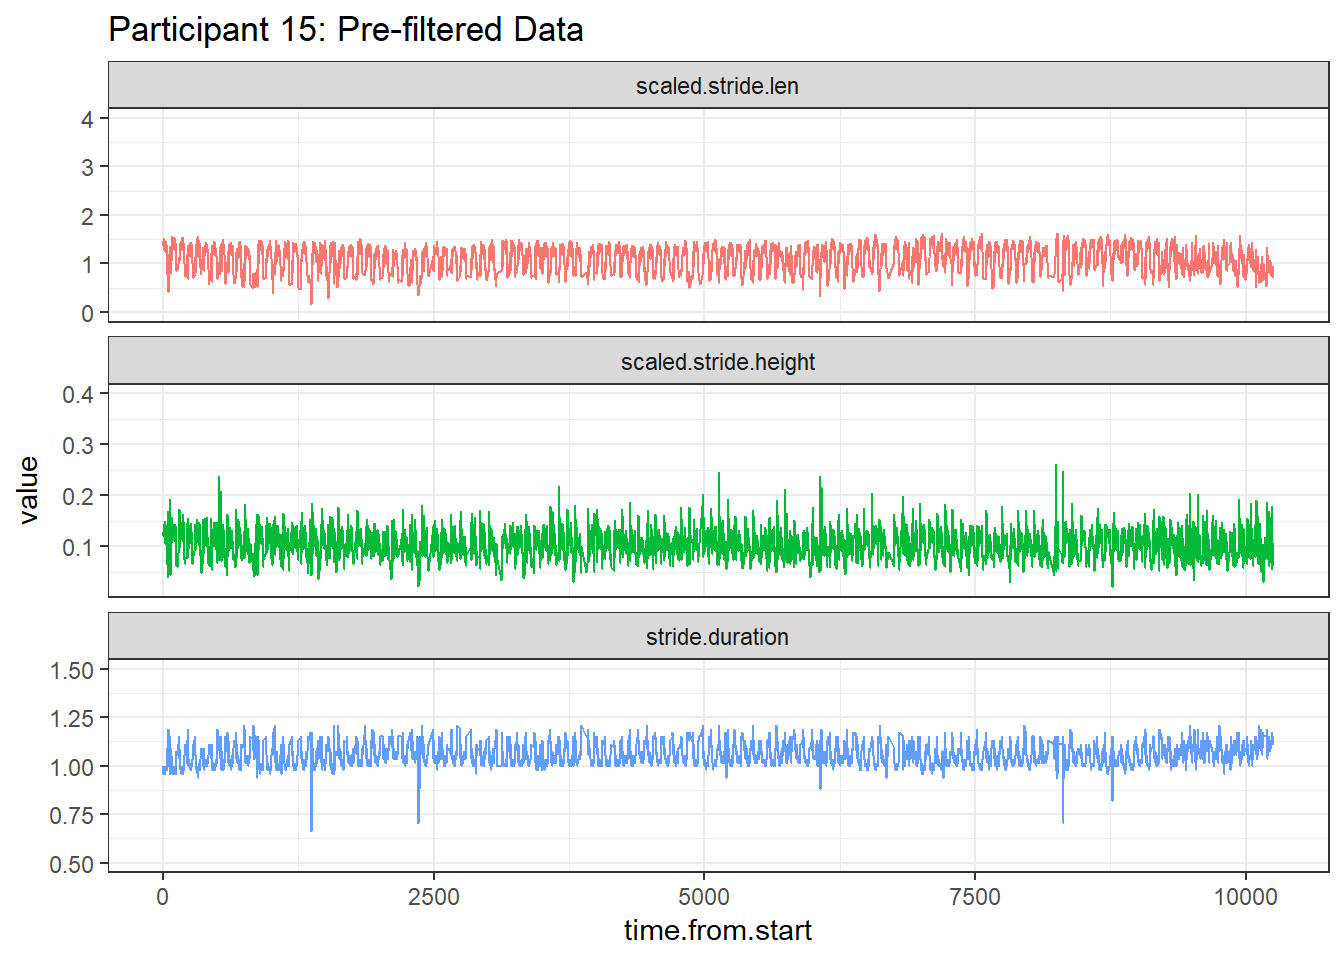 Participant 15: Pre-filtered Data
scaled.stride.len
4
3
2
1
0
scaled.stride.height
0.4
0.3
0.2
0.1
value
stride.duration
1.50
1.25
1.00
0.75
0.50
0 2500 5000 7500 10000
time.from.start